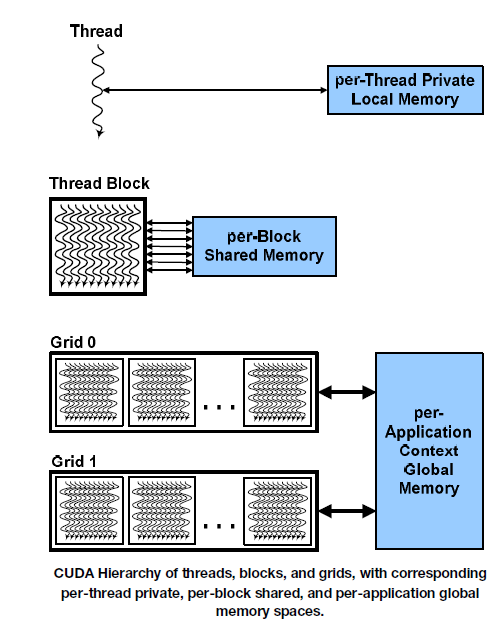 Thread
per-Thread Private
Local Memory
Thread Block
per-Block
Shared Memory
Grid 0
. . .
per-
Application
Context
Global
Memory
Grid 1
. . .
CUDA Hierarchy of threads, blocks, and grids, with corresponding
per-thread private, per-block shared, and per-application global
memory spaces.